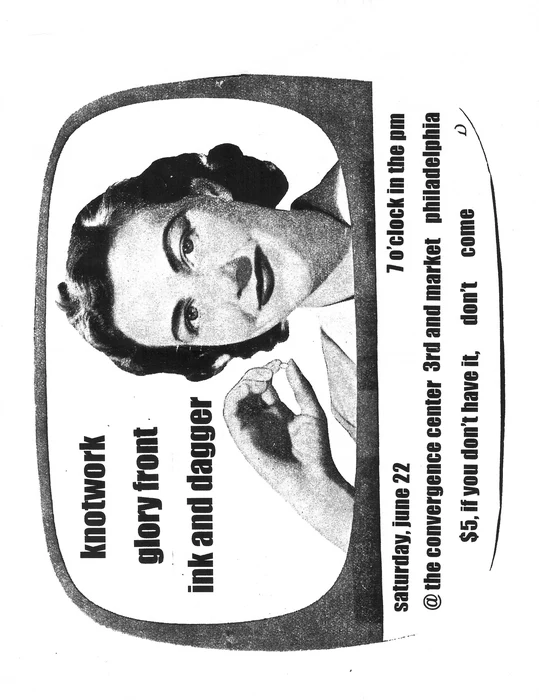 knotwork
glory front
ink and dagger
saturday, june 22 7 o'clock in the pm
@ the convergence center 3rd and market philadelphia
$5, if you don't have it, don't come